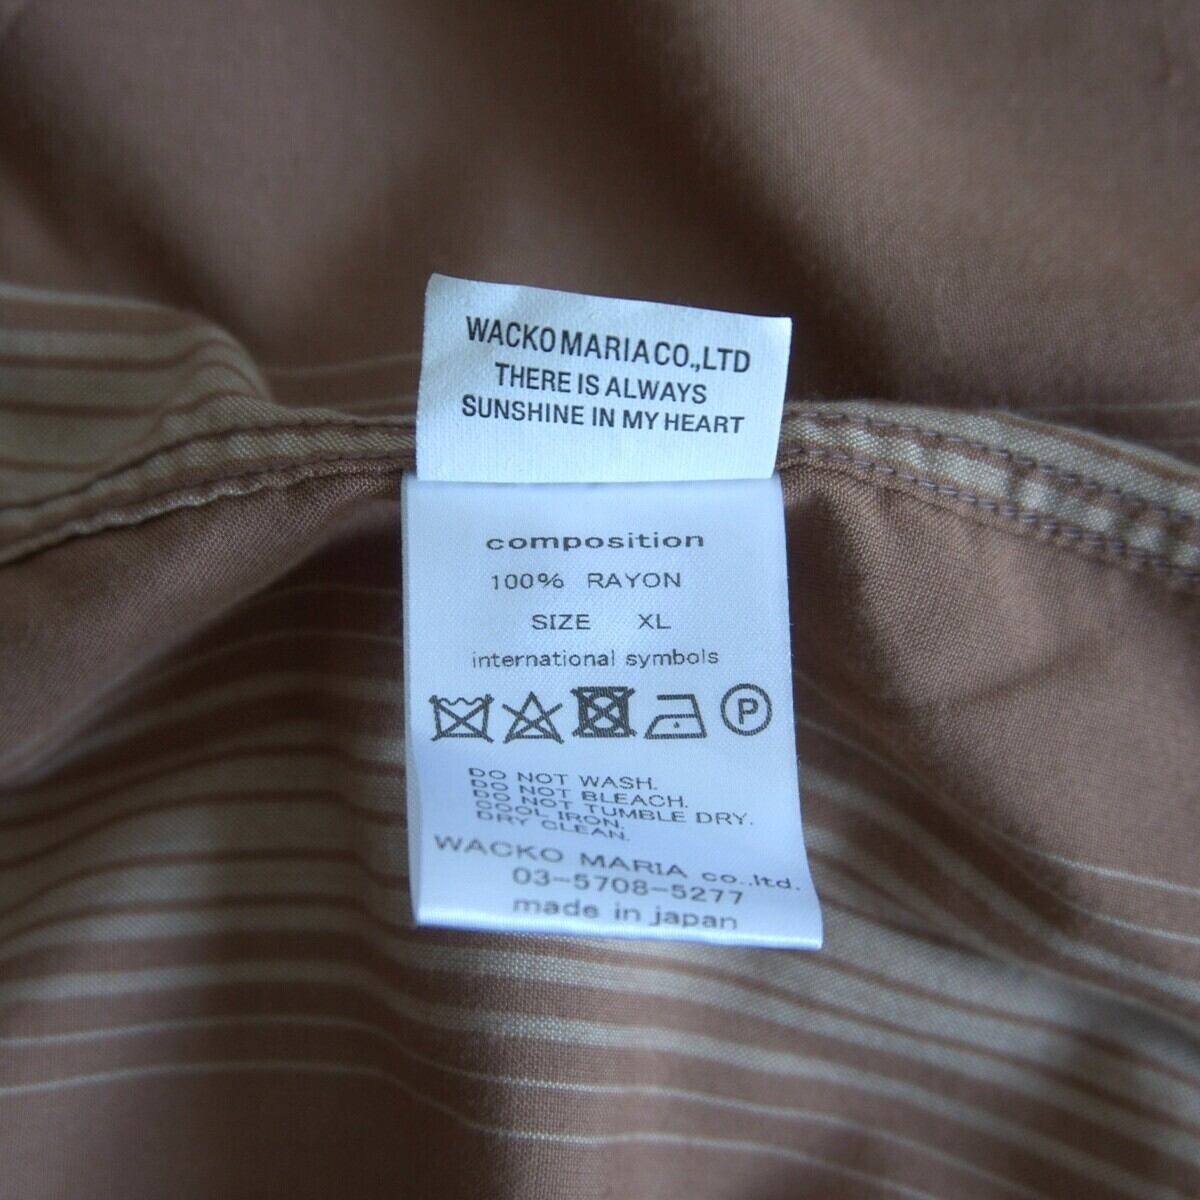 WACKO MARIA CO.,LTD
THERE IS ALWAYS
SUNSHINE IN MY HEART
composition
100% RAYON
SIZE XL
international symbols
P
DO NOT WASH.
DO NOT BLEACH.
DO NOT TUMBLE DRY.
COOL IRON.
DRY CLEAN.
WACKO MARIA co.,ltd.
03-5708-5277
made in japan